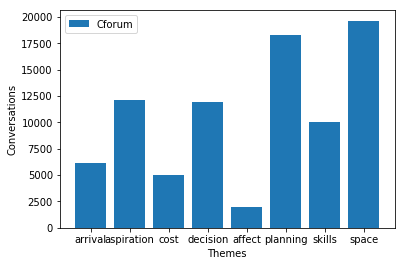 Cforum
20000
17500
15000
12500
10000
7500
5000
2500
0
Conversations
arrival aspiration cost decision affect planning skills space
Themes